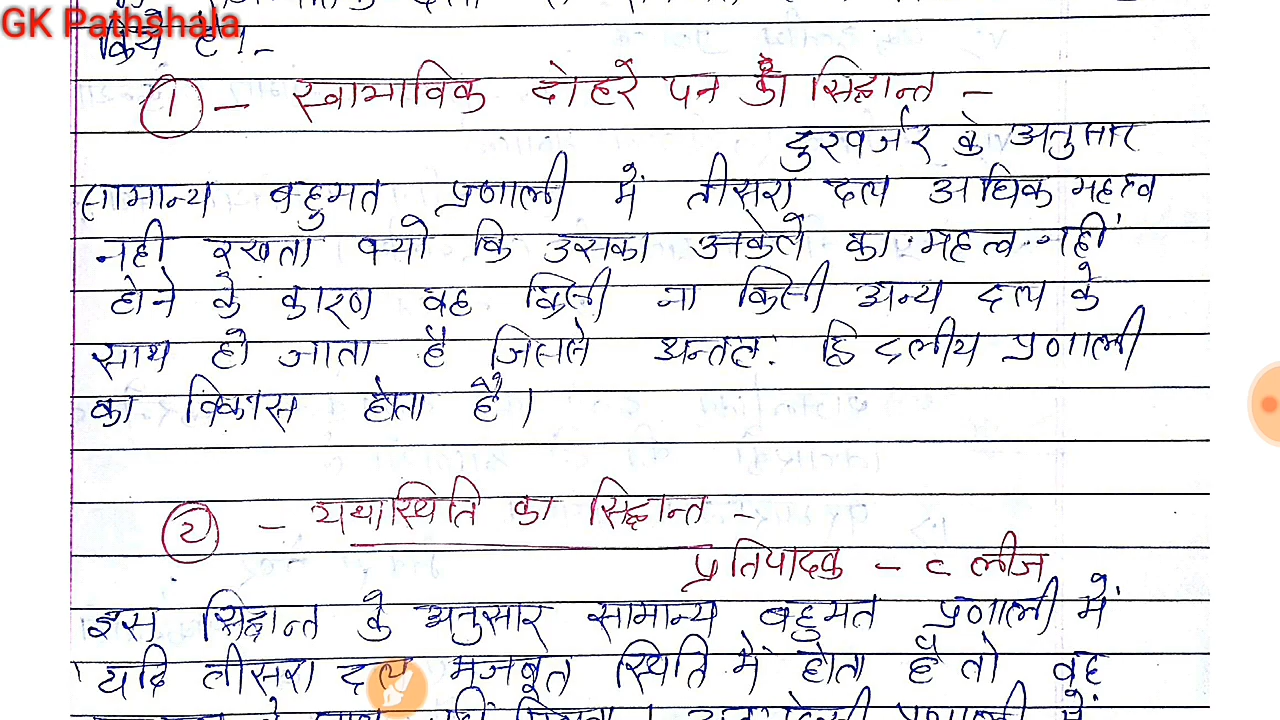 GK Pathshala
किये है।-
① - स्वाभाविक दोहरे पन का सिद्धान्त -
दुरवर्जर के अनुसार
सामान्य बहुमत प्रणाली में तीसरा दल अधिक महत्व
नही रखता क्यो कि उसका अकेले का महत्व नहीं
होने के कारण वह किसी ना किसी अन्य दल के
साथ हो जाता है जिससे अन्तत: द्वि दलीय प्रणाली
का विकास होता है।
② - यथास्थिति का सिद्धान्त -
प्रतिपादक - c लीज
इस सिद्धान्त के अनुसार सामान्य बहुमत प्रणाली में
यदि तीसरा दल मजबूत स्थिति में होता है तो वह